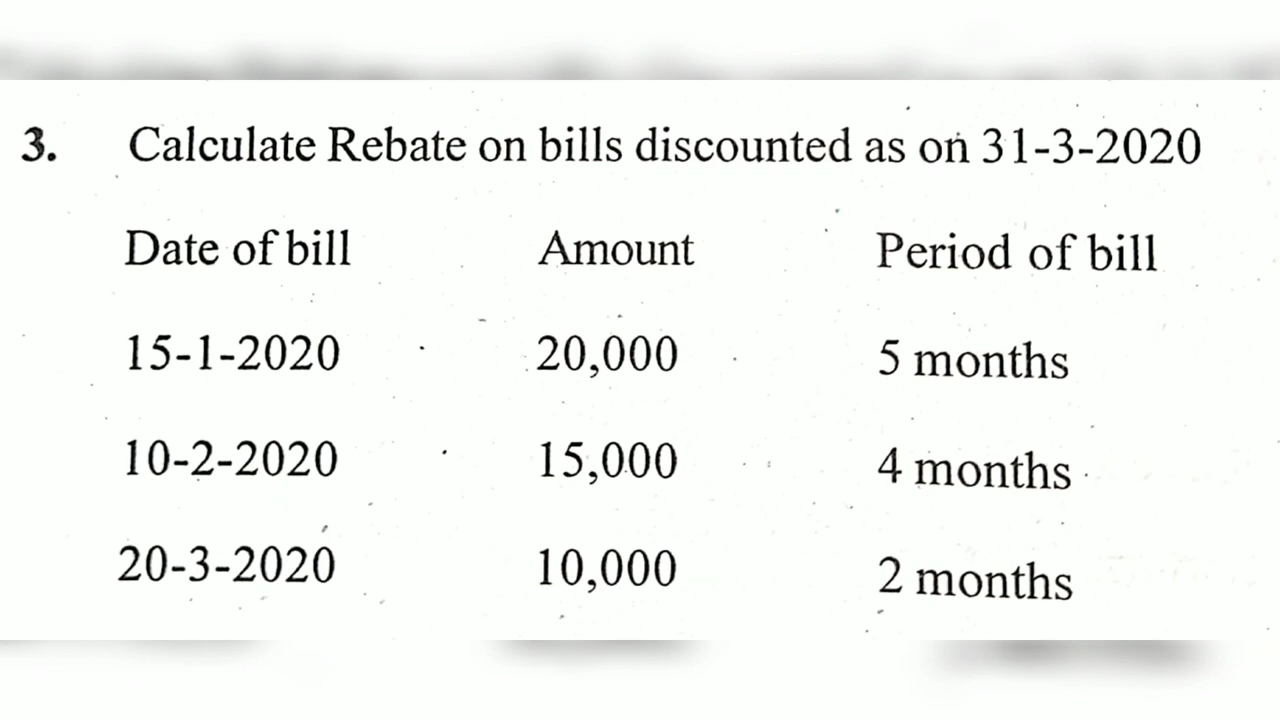 3. Calculate Rebate on bills discounted as on 31-3-2020
Date of bill Amount Period of bill
15-1-2020 20,000 5 months
10-2-2020 15,000 4 months
20-3-2020 10,000 2 months